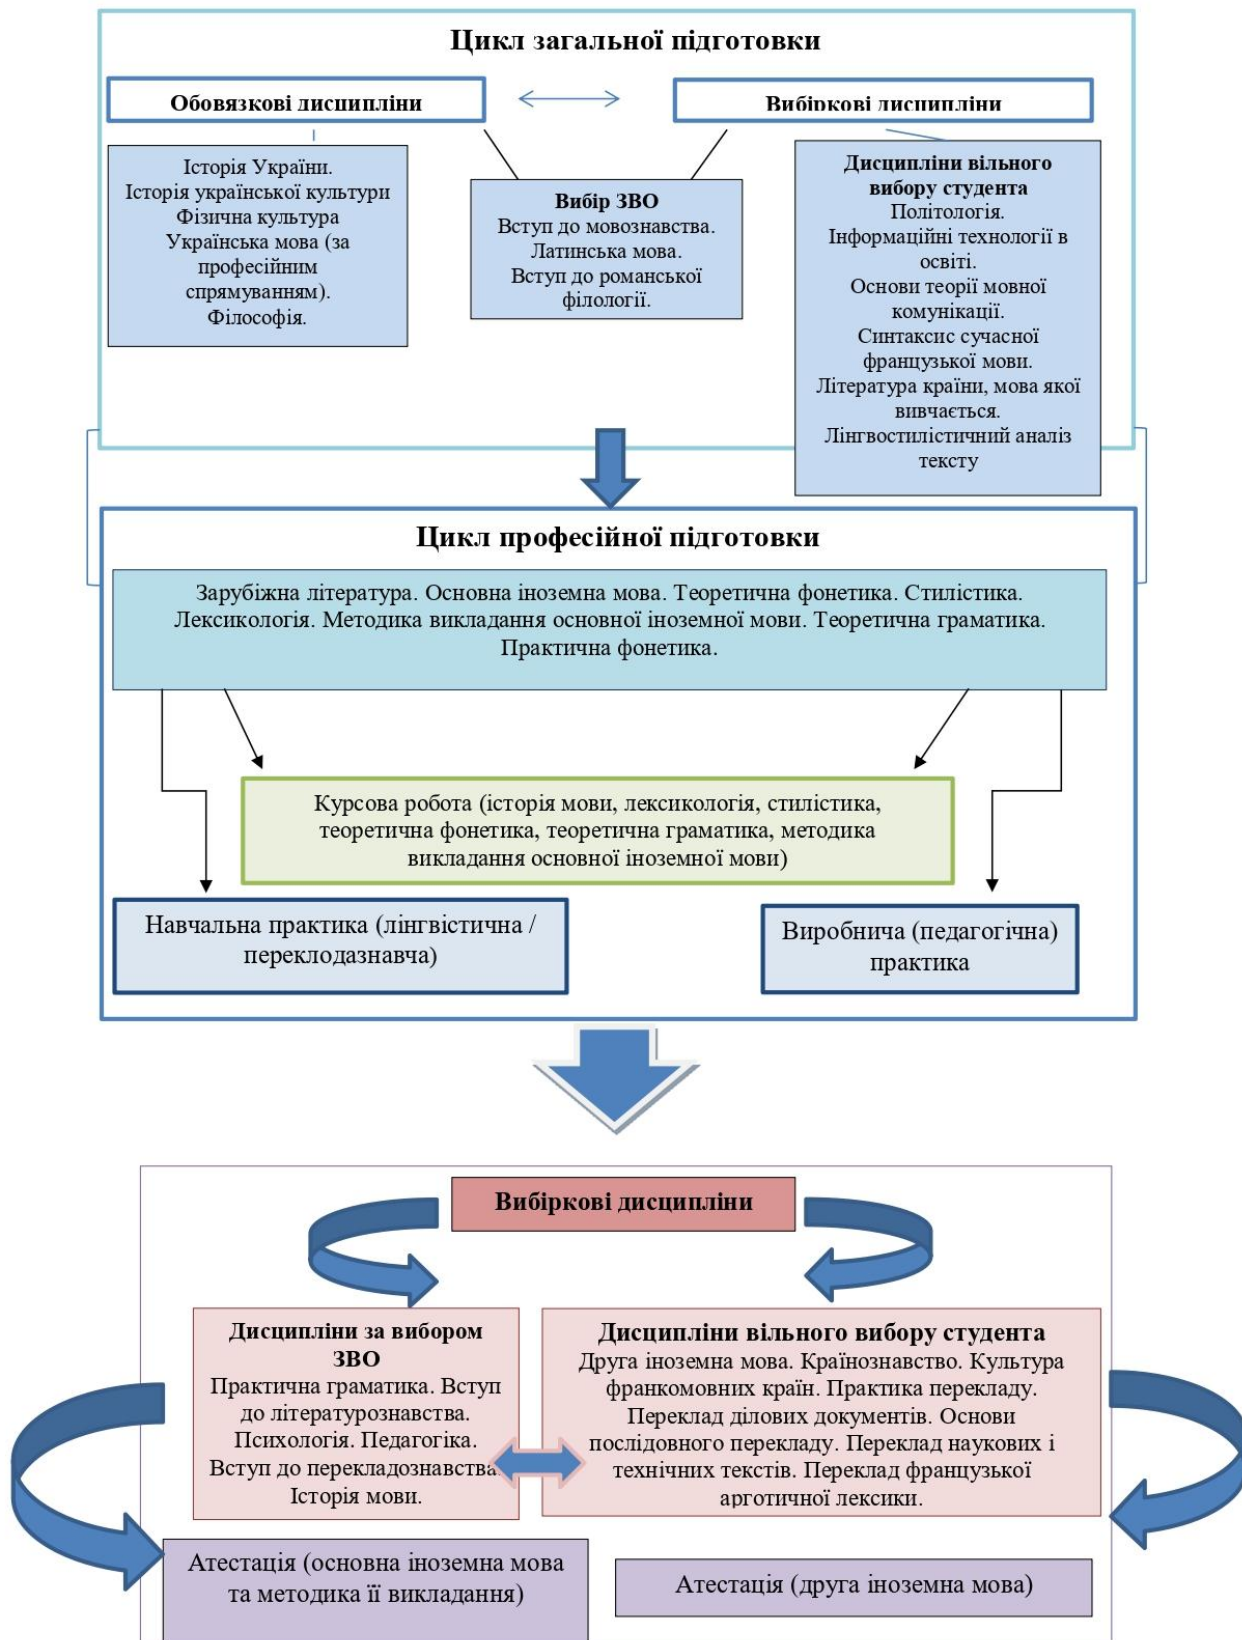 Цикл загальної підготовки
Обовязкові дисципліни
Вибіркові дисципліни
Історія України.
Історія української культури
Фізична культура
Українська мова (за
професійним
спрямуванням).
Філософія.
Вибір ЗВО
Вступ до мовознавства.
Латинська мова.
Вступ до романської
філології.
Дисципліни вільного
вибору студента
Політологія.
Інформаційні технології в
освіті.
Основи теорії мовної
комунікації.
Синтаксис сучасної
французької мови.
Література країни, мова якої
вивчається.
Лінгвостилістичний аналіз
тексту
Цикл професійної підготовки
Зарубіжна література. Основна іноземна мова. Теоретична фонетика. Стилістика.
Лексикологія. Методика викладання основної іноземної мови. Теоретична граматика.
Практична фонетика.
Курсова робота (історія мови, лексикологія, стилістика,
теоретична фонетика, теоретична граматика, методика
викладання основної іноземної мови)
Навчальна практика (лінгвістична /
переклодазнавча)
Виробнича (педагогічна)
практика
Вибіркові дисципліни
Дисципліни за вибором
ЗВО
Практична граматика. Вступ
до літературознавства.
Психологія. Педагогіка.
Вступ до перекладознавства.
Історія мови.
Дисципліни вільного вибору студента
Друга іноземна мова. Країнознавство. Культура
франкомовних країн. Практика перекладу.
Переклад ділових документів. Основи
послідовного перекладу. Переклад наукових і
технічних текстів. Переклад французької
арготичної лексики.
Атестація (основна іноземна мова
та методика її викладання)
Атестація (друга іноземна мова)